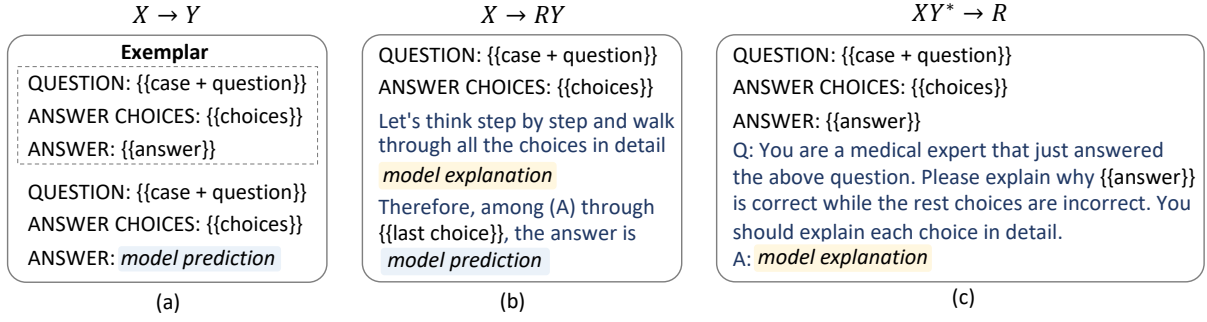 X → Y
Exemplar
QUESTION: {{case + question}}
ANSWER CHOICES: {{choices}}
ANSWER: {{answer}}
QUESTION: {{case + question}}
ANSWER CHOICES: {{choices}}
ANSWER: model prediction
(a)
X → RY
QUESTION: {{case + question}}
ANSWER CHOICES: {{choices}}
Let's think step by step and walk
through all the choices in detail
model explanation
Therefore, among (A) through
{{last choice}}, the answer is
model prediction
(b)
XY* → R
QUESTION: {{case + question}}
ANSWER CHOICES: {{choices}}
ANSWER: {{answer}}
Q: You are a medical expert that just answered
the above question. Please explain why {{answer}}
is correct while the rest choices are incorrect. You
should explain each choice in detail.
A: model explanation
(c)